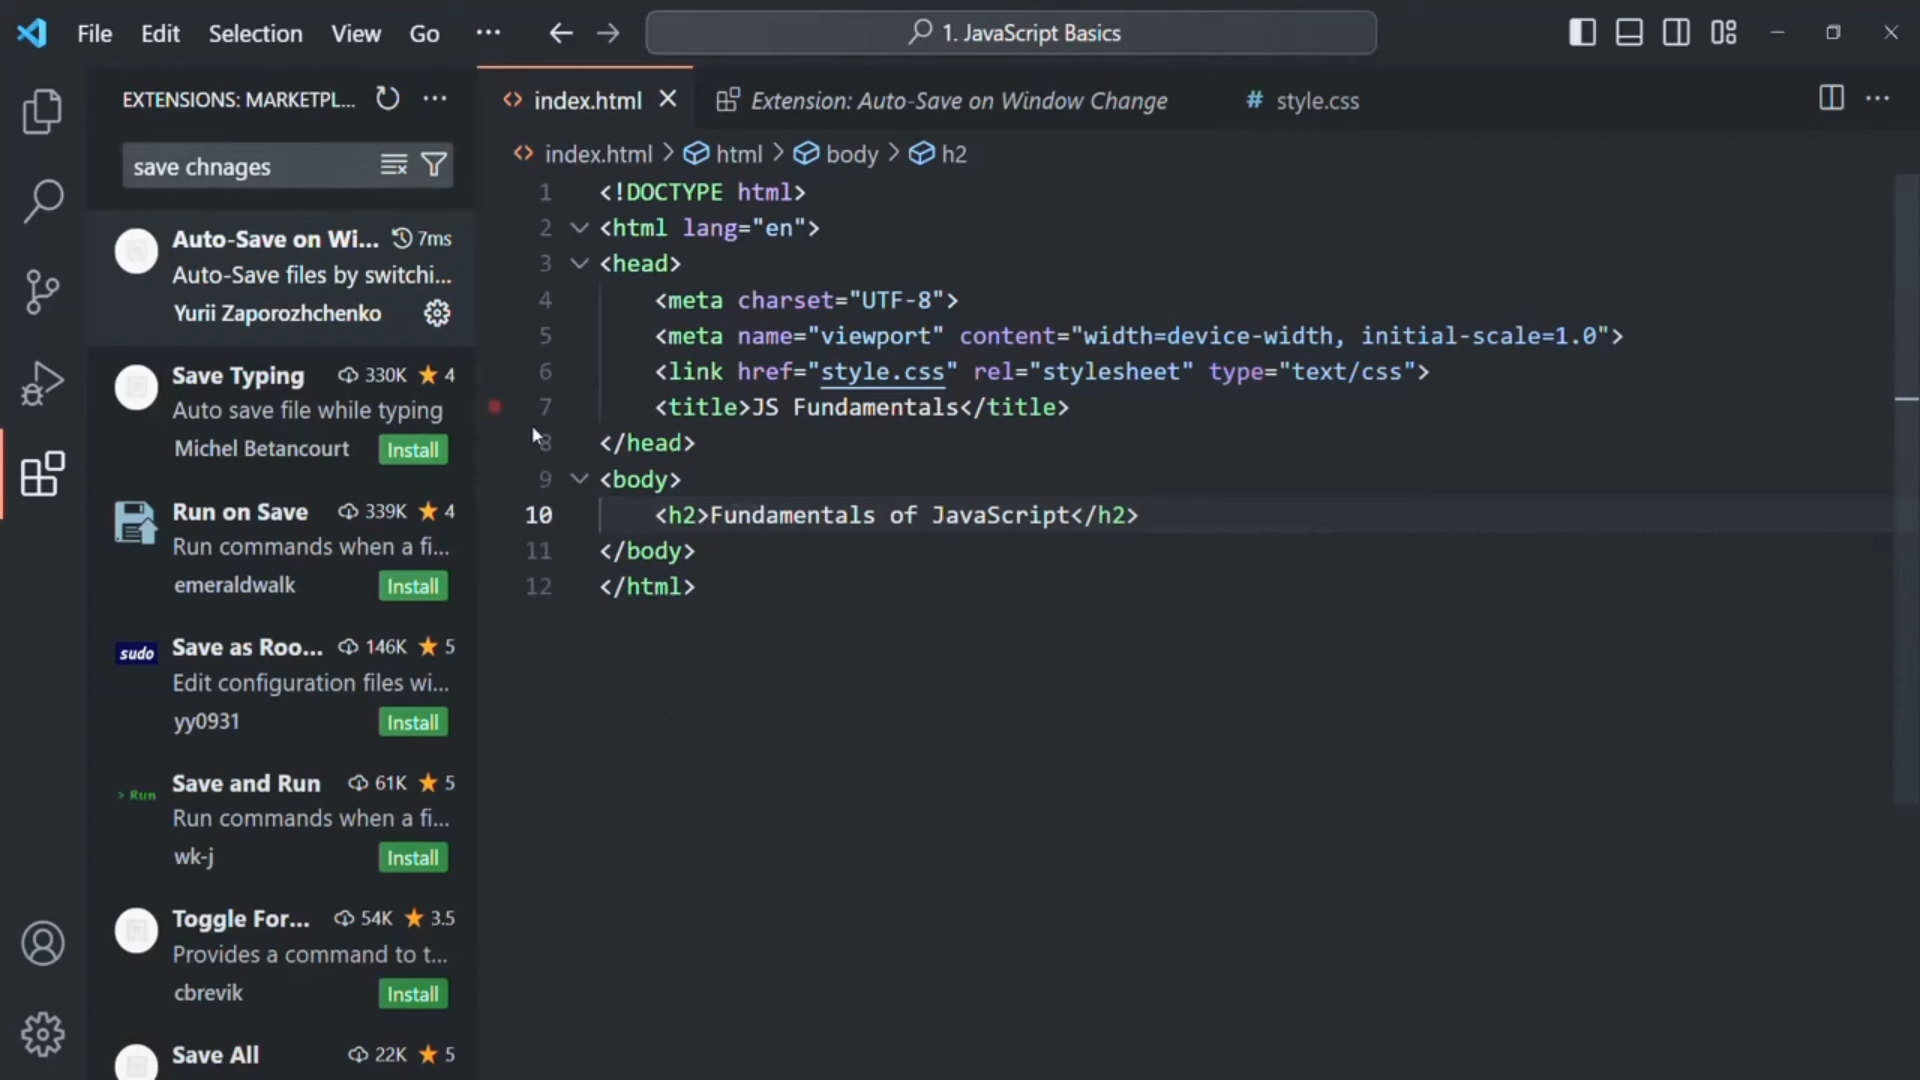 File Edit Selection View Go ··· 1. JavaScript Basics
EXTENSIONS: MARKETPL...
save chnages
Auto-Save on Wi... 7ms
Auto-Save files by switchi...
Yurii Zaporozhchenko
Save Typing 330K ★ 4
Auto save file while typing
Michel Betancourt Install
Run on Save 339K ★ 4
Run commands when a fi...
emeraldwalk Install
sudo Save as Roo... 146K ★ 5
Edit configuration files wi...
yy0931 Install
> Run Save and Run 61K ★ 5
Run commands when a fi...
wk-j Install
Toggle For... 54K ★ 3.5
Provides a command to t...
cbrevik Install
Save All 22K ★ 5
index.html Extension: Auto-Save on Window Change # style.css
index.html > html > body > h2
1 <!DOCTYPE html>
2 <html lang="en">
3 <head>
4 <meta charset="UTF-8">
5 <meta name="viewport" content="width=device-width, initial-scale=1.0">
6 <link href="style.css" rel="stylesheet" type="text/css">
7 <title>JS Fundamentals</title>
8 </head>
9 <body>
10 <h2>Fundamentals of JavaScript</h2>
11 </body>
12 </html>